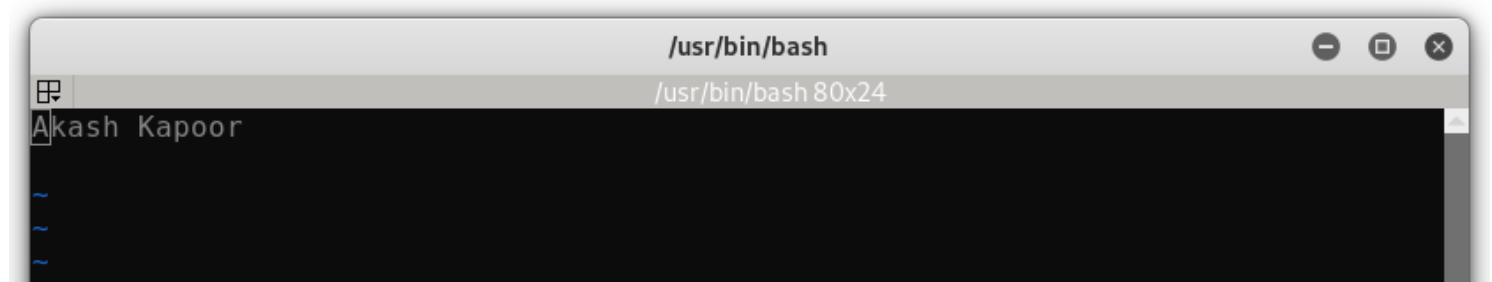 /usr/bin/bash
/usr/bin/bash 80x24
Akash Kapoor
~
~
~